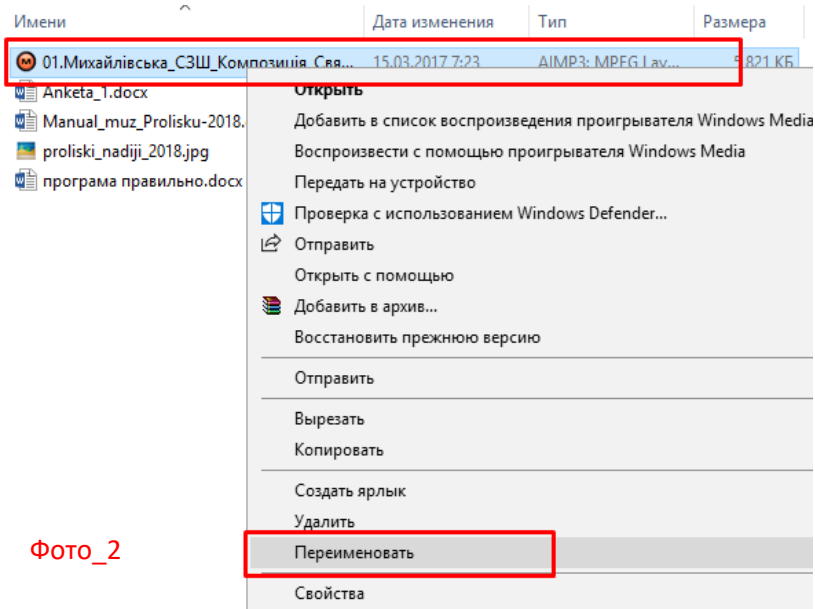 Имени Дата изменения Тип Размера
01.Михайлівська_СЗШ_Композиція_Свя... 15.03.2017 7:23 AIMP3: MPEG Lay... 5 821 КБ
Anketa_1.docx
Manual_muz_Prolisku-2018.
proliski_nadiji_2018.jpg
програма правильно.docx
Открыть
Добавить в список воспроизведения проигрывателя Windows Media
Воспроизвести с помощью проигрывателя Windows Media
Передать на устройство
Проверка с использованием Windows Defender...
Отправить
Открыть с помощью
Добавить в архив...
Восстановить прежнюю версию
Отправить
Вырезать
Копировать
Создать ярлык
Удалить
Переименовать
Свойства
Фото_2